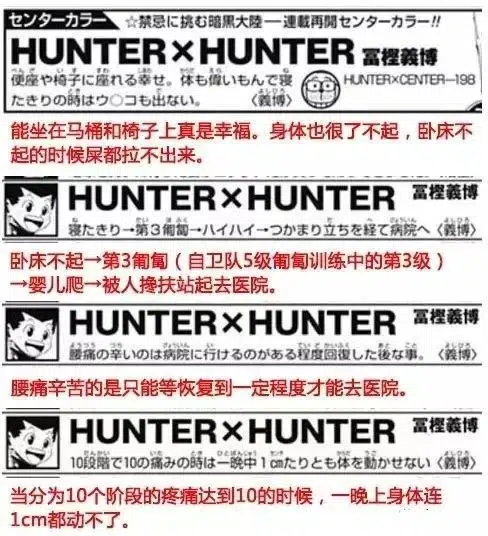 センターカラー ☆禁忌に挑む暗黒大陸―連載再開センターカラー!!
HUNTER×HUNTER 冨樫義博
便座や椅子に座れる幸せ。体も偉いもんで寝
HUNTER×CENTER―198
たきりの時はウ〇コも出ない。〈義博〉
能坐在马桶和椅子上真是幸福。身体也很了不起，卧床不
起的时候屎都拉不出来。
HUNTER×HUNTER 冨樫義博
寝たきり→第3匍匐→ハイハイ→つかまり立ちを経て病院へ〈義博〉
卧床不起→第3匍匐（自卫队5级匍匐训练中的第3级）
→婴儿爬→被人搀扶站起去医院。
HUNTER×HUNTER 冨樫義博
腰痛の辛いのは病院に行けるのがある程度回復した後な事。〈義博〉
腰痛辛苦的是只能等恢复到一定程度才能去医院。
HUNTER×HUNTER 冨樫義博
10段階で10の痛みの時は一晩中1cmたりとも体を動かせない〈義博〉
当分为10个阶段的疼痛达到10的时候，一晚上身体连
1cm都动不了。